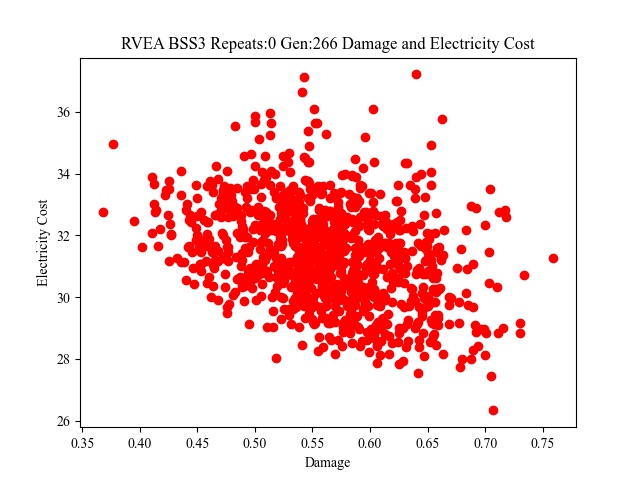 RVEA BSS3 Repeats:0 Gen:266 Damage and Electricity Cost
Electricity Cost
36
34
32
30
28
26
0.35 0.40 0.45 0.50 0.55 0.60 0.65 0.70 0.75
Damage